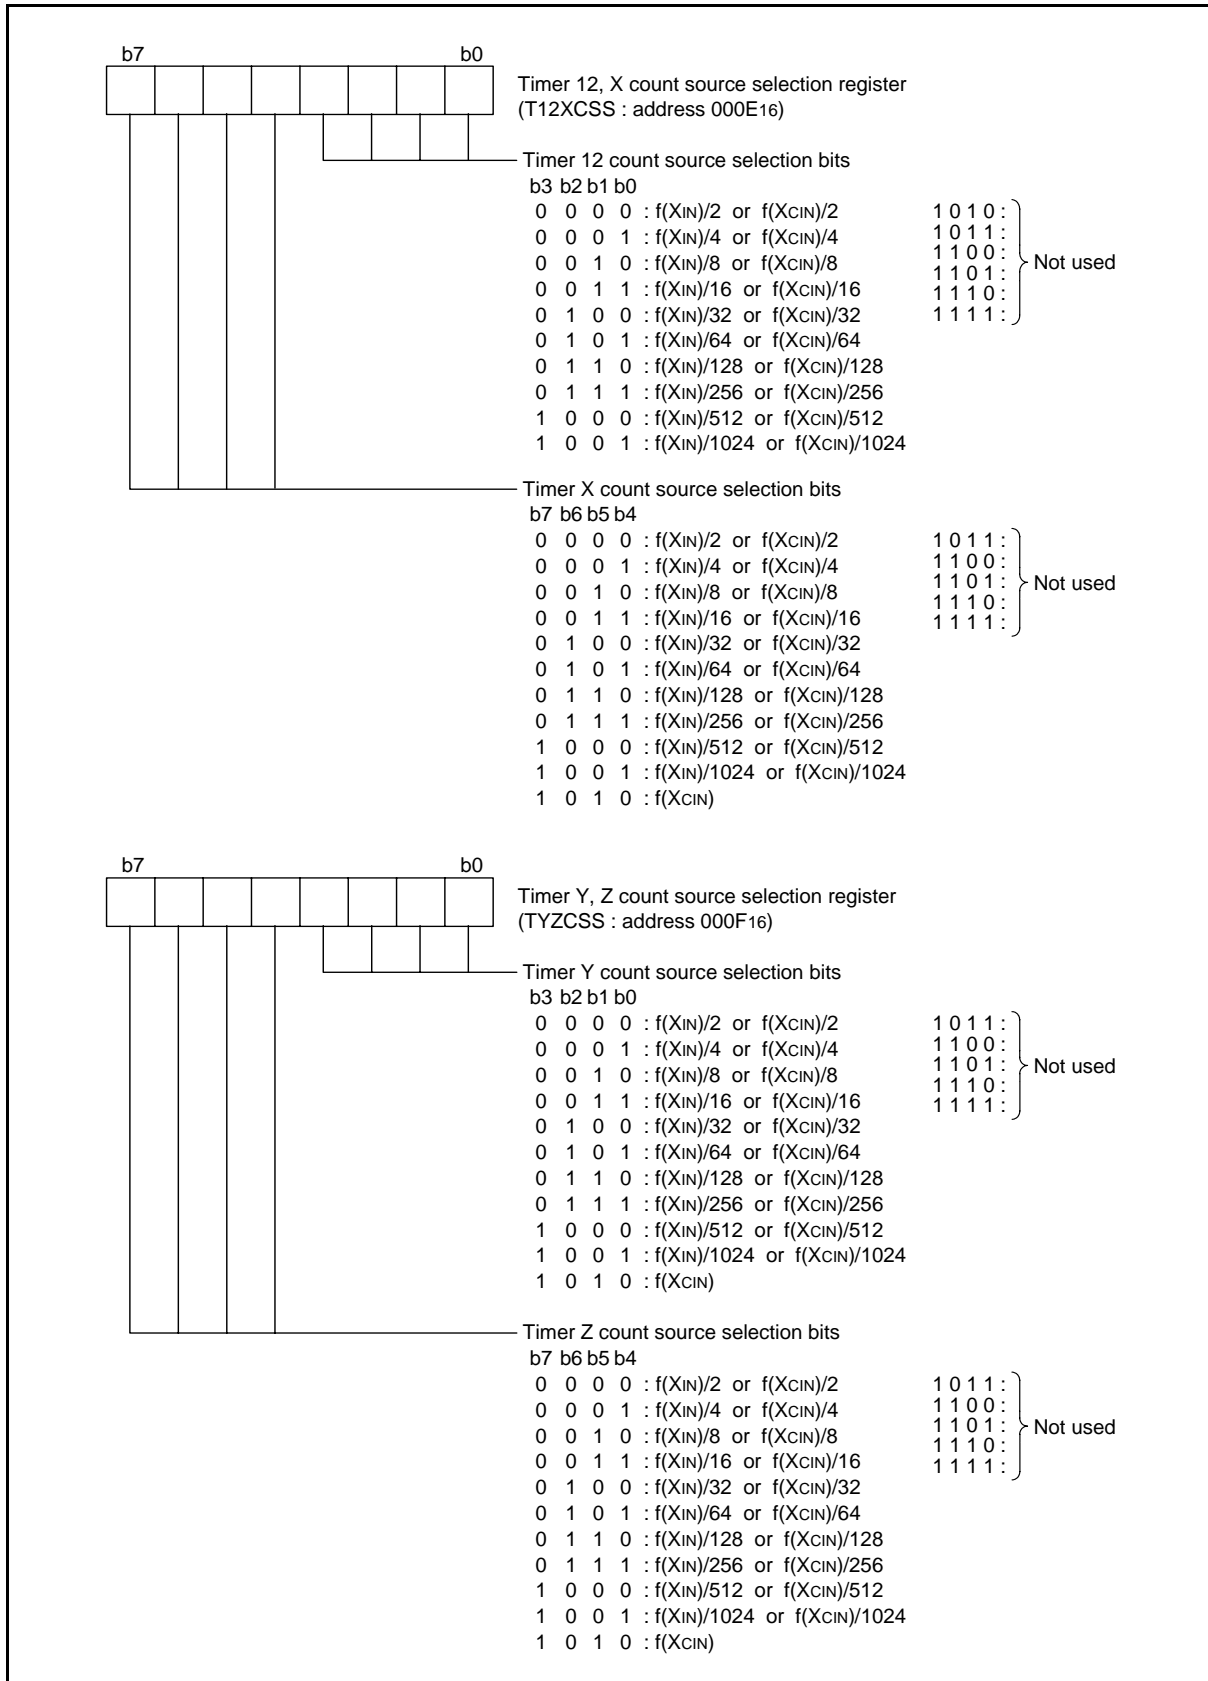 b7 b0
Timer 12, X count source selection register
(T12XCSS : address 000E16)
Timer 12 count source selection bits
b3 b2 b1 b0
0 0 0 0 : f(XIN)/2 or f(XCIN)/2 1 0 1 0 :
0 0 0 1 : f(XIN)/4 or f(XCIN)/4 1 0 1 1 :
0 0 1 0 : f(XIN)/8 or f(XCIN)/8 1 1 0 0 : Not used
0 0 1 1 : f(XIN)/16 or f(XCIN)/16 1 1 0 1 :
0 1 0 0 : f(XIN)/32 or f(XCIN)/32 1 1 1 0 :
0 1 0 1 : f(XIN)/64 or f(XCIN)/64 1 1 1 1 :
0 1 1 0 : f(XIN)/128 or f(XCIN)/128
0 1 1 1 : f(XIN)/256 or f(XCIN)/256
1 0 0 0 : f(XIN)/512 or f(XCIN)/512
1 0 0 1 : f(XIN)/1024 or f(XCIN)/1024
Timer X count source selection bits
b7 b6 b5 b4
0 0 0 0 : f(XIN)/2 or f(XCIN)/2 1 0 1 1 :
0 0 0 1 : f(XIN)/4 or f(XCIN)/4 1 1 0 0 :
0 0 1 0 : f(XIN)/8 or f(XCIN)/8 1 1 0 1 : Not used
0 0 1 1 : f(XIN)/16 or f(XCIN)/16 1 1 1 0 :
0 1 0 0 : f(XIN)/32 or f(XCIN)/32 1 1 1 1 :
0 1 0 1 : f(XIN)/64 or f(XCIN)/64
0 1 1 0 : f(XIN)/128 or f(XCIN)/128
0 1 1 1 : f(XIN)/256 or f(XCIN)/256
1 0 0 0 : f(XIN)/512 or f(XCIN)/512
1 0 0 1 : f(XIN)/1024 or f(XCIN)/1024
1 0 1 0 : f(XCIN)
b7 b0
Timer Y, Z count source selection register
(TYZCSS : address 000F16)
Timer Y count source selection bits
b3 b2 b1 b0
0 0 0 0 : f(XIN)/2 or f(XCIN)/2 1 0 1 1 :
0 0 0 1 : f(XIN)/4 or f(XCIN)/4 1 1 0 0 :
0 0 1 0 : f(XIN)/8 or f(XCIN)/8 1 1 0 1 : Not used
0 0 1 1 : f(XIN)/16 or f(XCIN)/16 1 1 1 0 :
0 1 0 0 : f(XIN)/32 or f(XCIN)/32 1 1 1 1 :
0 1 0 1 : f(XIN)/64 or f(XCIN)/64
0 1 1 0 : f(XIN)/128 or f(XCIN)/128
0 1 1 1 : f(XIN)/256 or f(XCIN)/256
1 0 0 0 : f(XIN)/512 or f(XCIN)/512
1 0 0 1 : f(XIN)/1024 or f(XCIN)/1024
1 0 1 0 : f(XCIN)
Timer Z count source selection bits
b7 b6 b5 b4
0 0 0 0 : f(XIN)/2 or f(XCIN)/2 1 0 1 1 :
0 0 0 1 : f(XIN)/4 or f(XCIN)/4 1 1 0 0 :
0 0 1 0 : f(XIN)/8 or f(XCIN)/8 1 1 0 1 : Not used
0 0 1 1 : f(XIN)/16 or f(XCIN)/16 1 1 1 0 :
0 1 0 0 : f(XIN)/32 or f(XCIN)/32 1 1 1 1 :
0 1 0 1 : f(XIN)/64 or f(XCIN)/64
0 1 1 0 : f(XIN)/128 or f(XCIN)/128
0 1 1 1 : f(XIN)/256 or f(XCIN)/256
1 0 0 0 : f(XIN)/512 or f(XCIN)/512
1 0 0 1 : f(XIN)/1024 or f(XCIN)/1024
1 0 1 0 : f(XCIN)